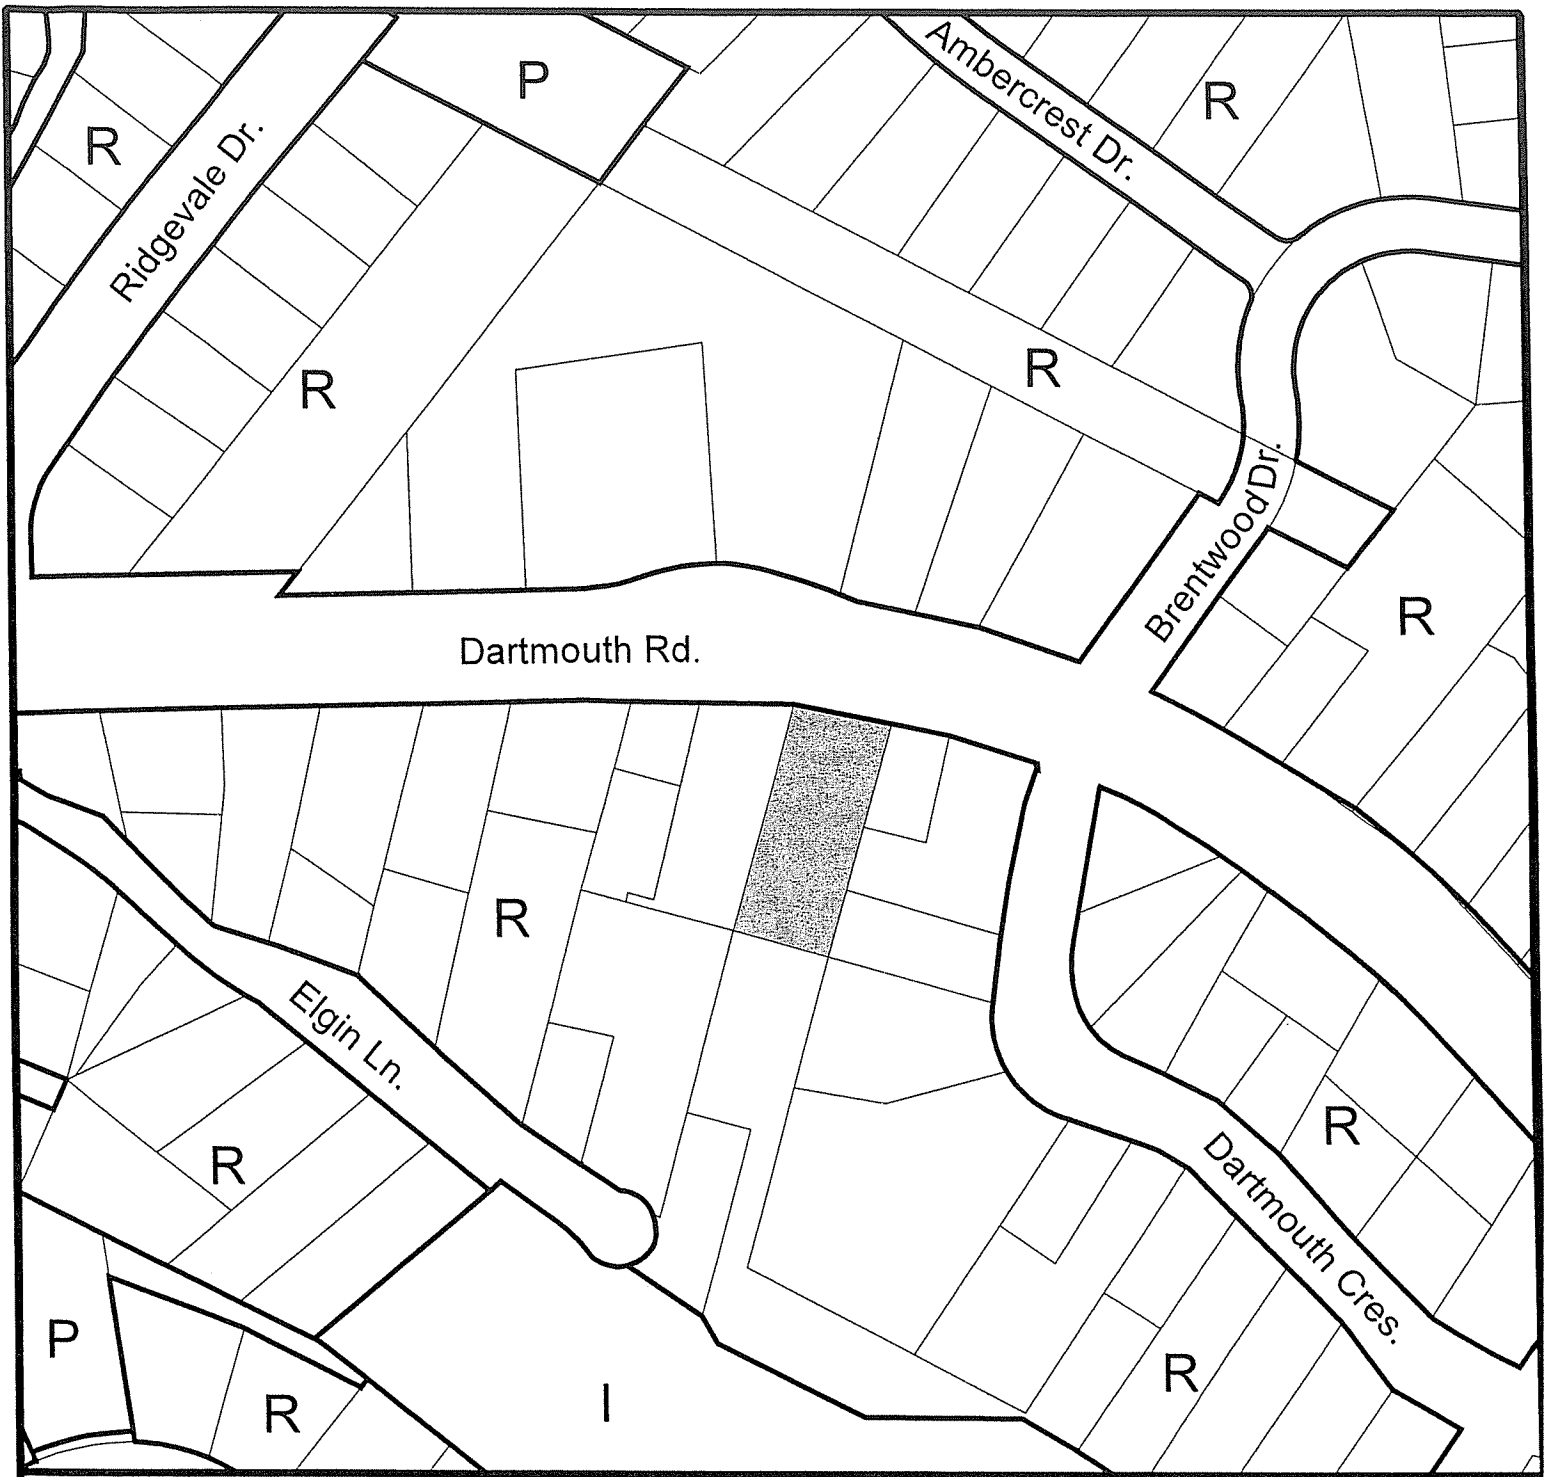 P
Ambercrest Dr.
R
R
Ridgevale Dr.
R
R
Brentwood Dr.
R
Dartmouth Rd.
R
Elgin Ln.
R
R
Dartmouth Cres.
P
R
R
I